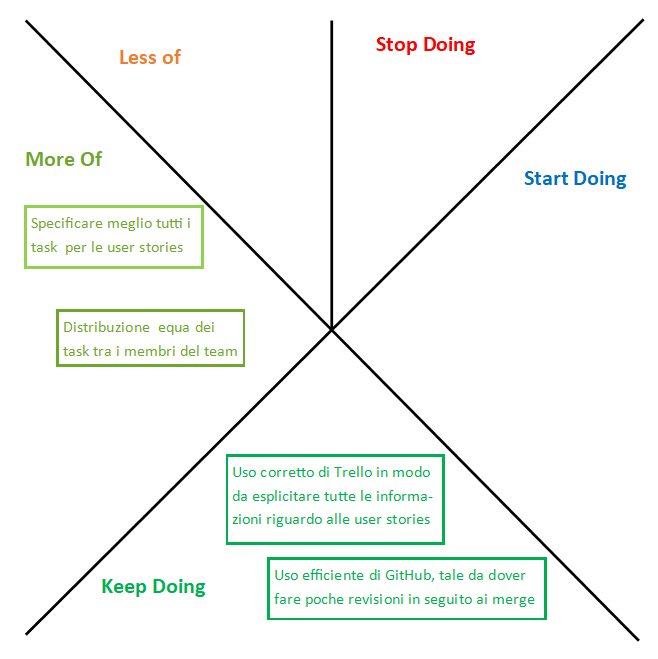 Less of
Stop Doing
More Of
Start Doing
Specificare meglio tutti i
task per le user stories
Distribuzione equa dei
task tra i membri del team
Uso corretto di Trello in modo
da esplicitare tutte le informa-
zioni riguardo alle user stories
Keep Doing
Uso efficiente di GitHub, tale da dover
fare poche revisioni in seguito ai merge